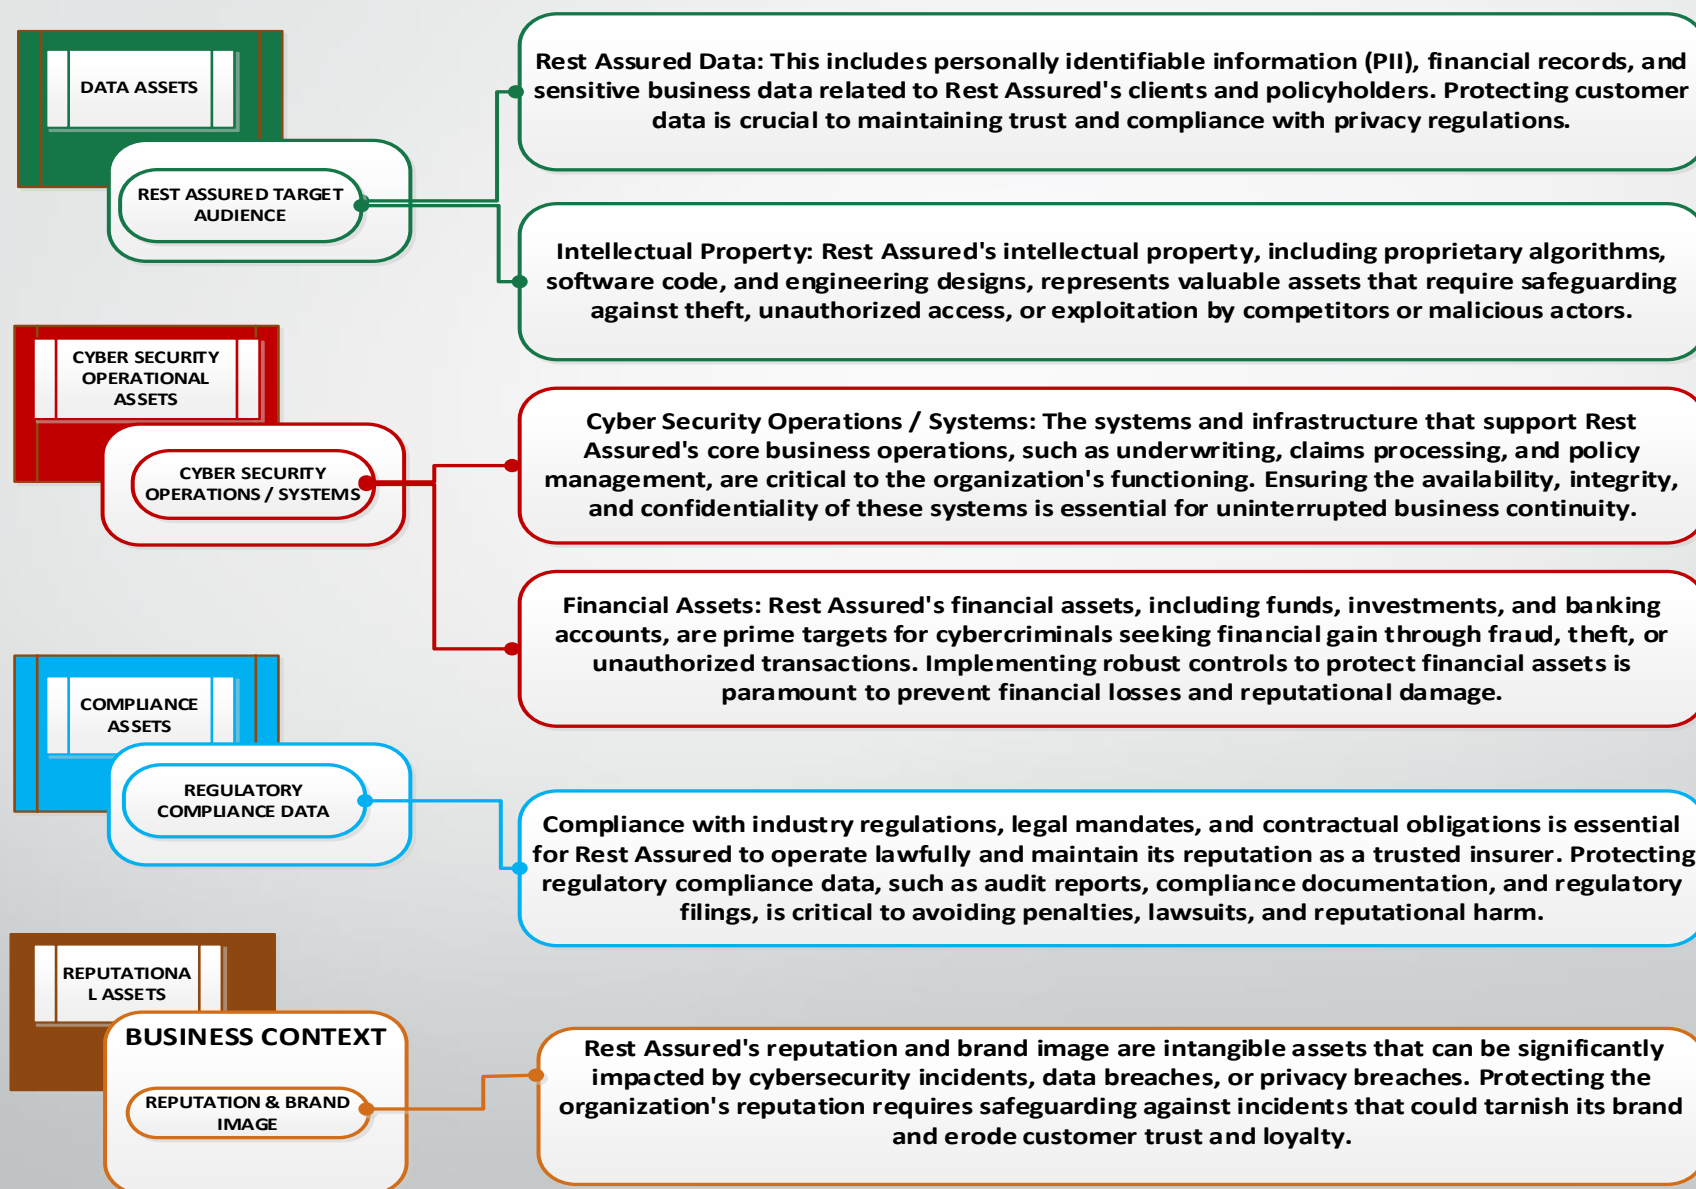 DATA ASSETS
REST ASSURED TARGET
AUDIENCE
Rest Assured Data: This includes personally identifiable information (PII), financial records, and
sensitive business data related to Rest Assured's clients and policyholders. Protecting customer
data is crucial to maintaining trust and compliance with privacy regulations.
Intellectual Property: Rest Assured's intellectual property, including proprietary algorithms,
software code, and engineering designs, represents valuable assets that require safeguarding
against theft, unauthorized access, or exploitation by competitors or malicious actors.
CYBER SECURITY
OPERATIONAL
ASSETS
CYBER SECURITY
OPERATIONS / SYSTEMS
Cyber Security Operations / Systems: The systems and infrastructure that support Rest
Assured's core business operations, such as underwriting, claims processing, and policy
management, are critical to the organization's functioning. Ensuring the availability, integrity,
and confidentiality of these systems is essential for uninterrupted business continuity.
Financial Assets: Rest Assured's financial assets, including funds, investments, and banking
accounts, are prime targets for cybercriminals seeking financial gain through fraud, theft, or
unauthorized transactions. Implementing robust controls to protect financial assets is
paramount to prevent financial losses and reputational damage.
COMPLIANCE
ASSETS
REGULATORY
COMPLIANCE DATA
Compliance with industry regulations, legal mandates, and contractual obligations is essential
for Rest Assured to operate lawfully and maintain its reputation as a trusted insurer. Protecting
regulatory compliance data, such as audit reports, compliance documentation, and regulatory
filings, is critical to avoiding penalties, lawsuits, and reputational harm.
REPUTATIONA
L ASSETS
BUSINESS CONTEXT
REPUTATION & BRAND
IMAGE
Rest Assured's reputation and brand image are intangible assets that can be significantly
impacted by cybersecurity incidents, data breaches, or privacy breaches. Protecting the
organization's reputation requires safeguarding against incidents that could tarnish its brand
and erode customer trust and loyalty.